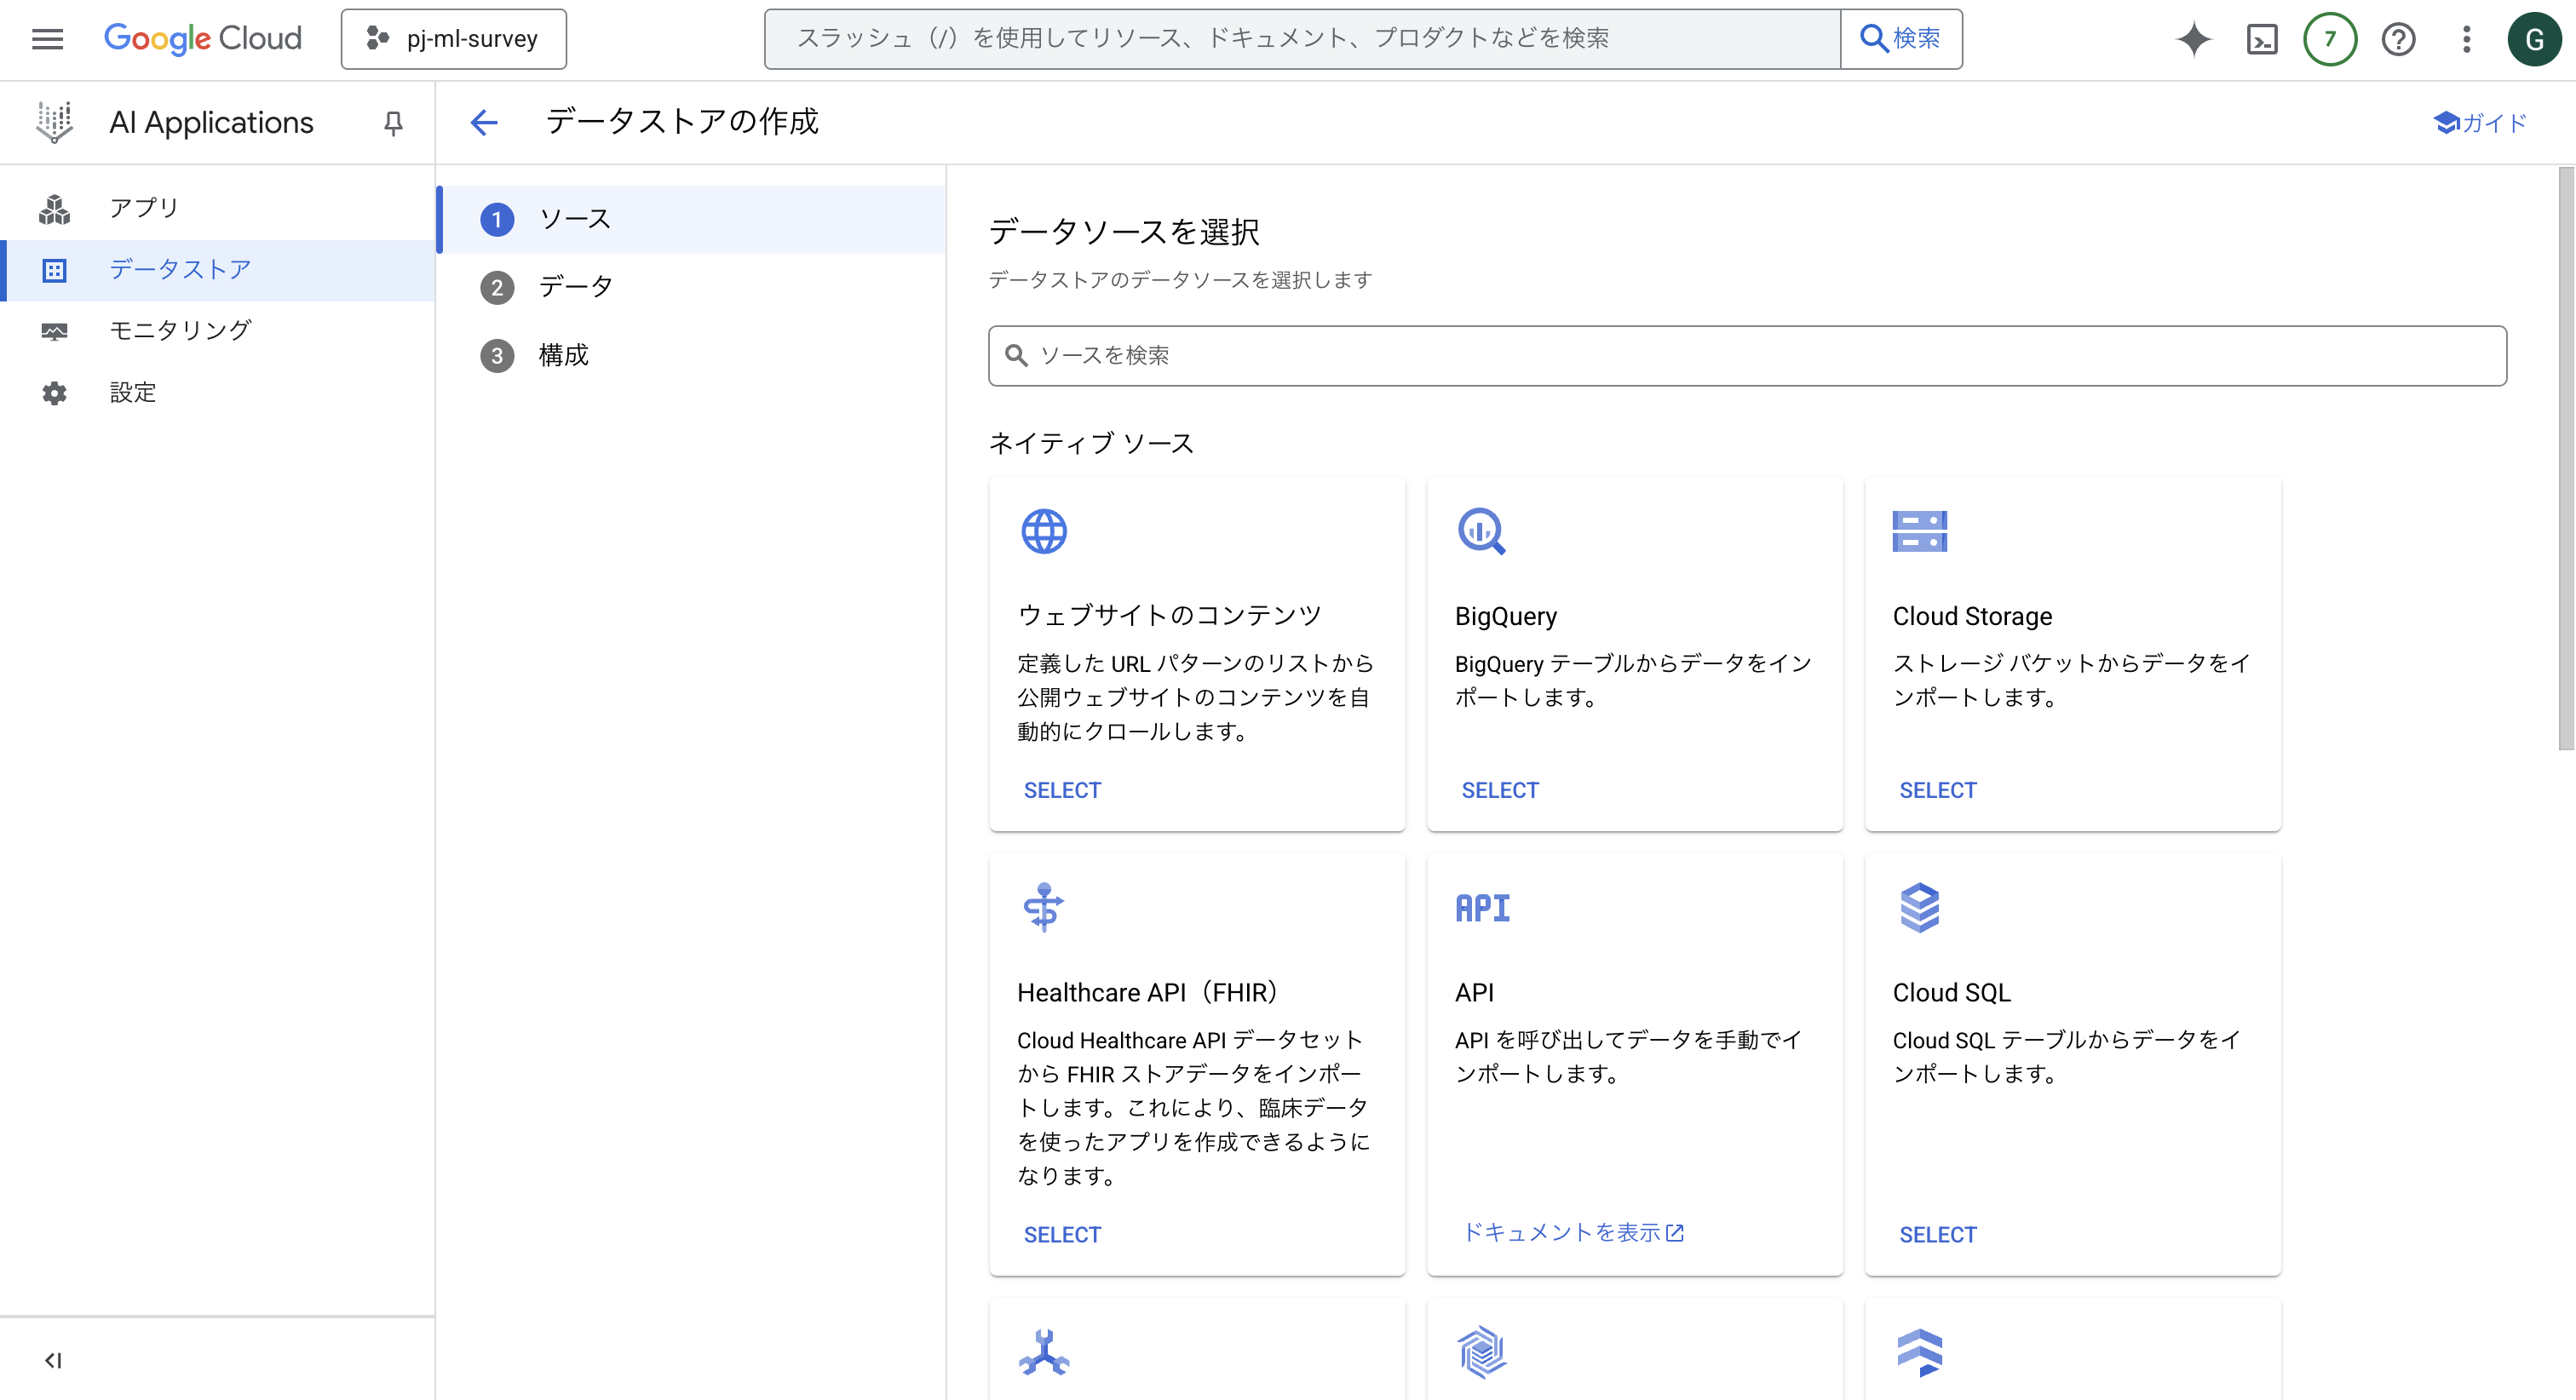 Google Cloud
pj-ml-survey
スラッシュ（/）を使用してリソース、ドキュメント、プロダクトなどを検索
検索
7
G
AI Applications
データストアの作成
ガイド
アプリ
データストア
モニタリング
設定
1 ソース
2 データ
3 構成
データソースを選択
データストアのデータソースを選択します
ソースを検索
ネイティブ ソース
ウェブサイトのコンテンツ
定義した URL パターンのリストから
公開ウェブサイトのコンテンツを自
動的にクロールします。
SELECT
BigQuery
BigQuery テーブルからデータをイン
ポートします。
SELECT
Cloud Storage
ストレージ バケットからデータをイ
ンポートします。
SELECT
Healthcare API（FHIR）
Cloud Healthcare API データセット
から FHIR ストアデータをインポー
トします。これにより、臨床データ
を使ったアプリを作成できるように
なります。
SELECT
API
API
API を呼び出してデータを手動でイ
ンポートします。
ドキュメントを表示
Cloud SQL
Cloud SQL テーブルからデータをイ
ンポートします。
SELECT